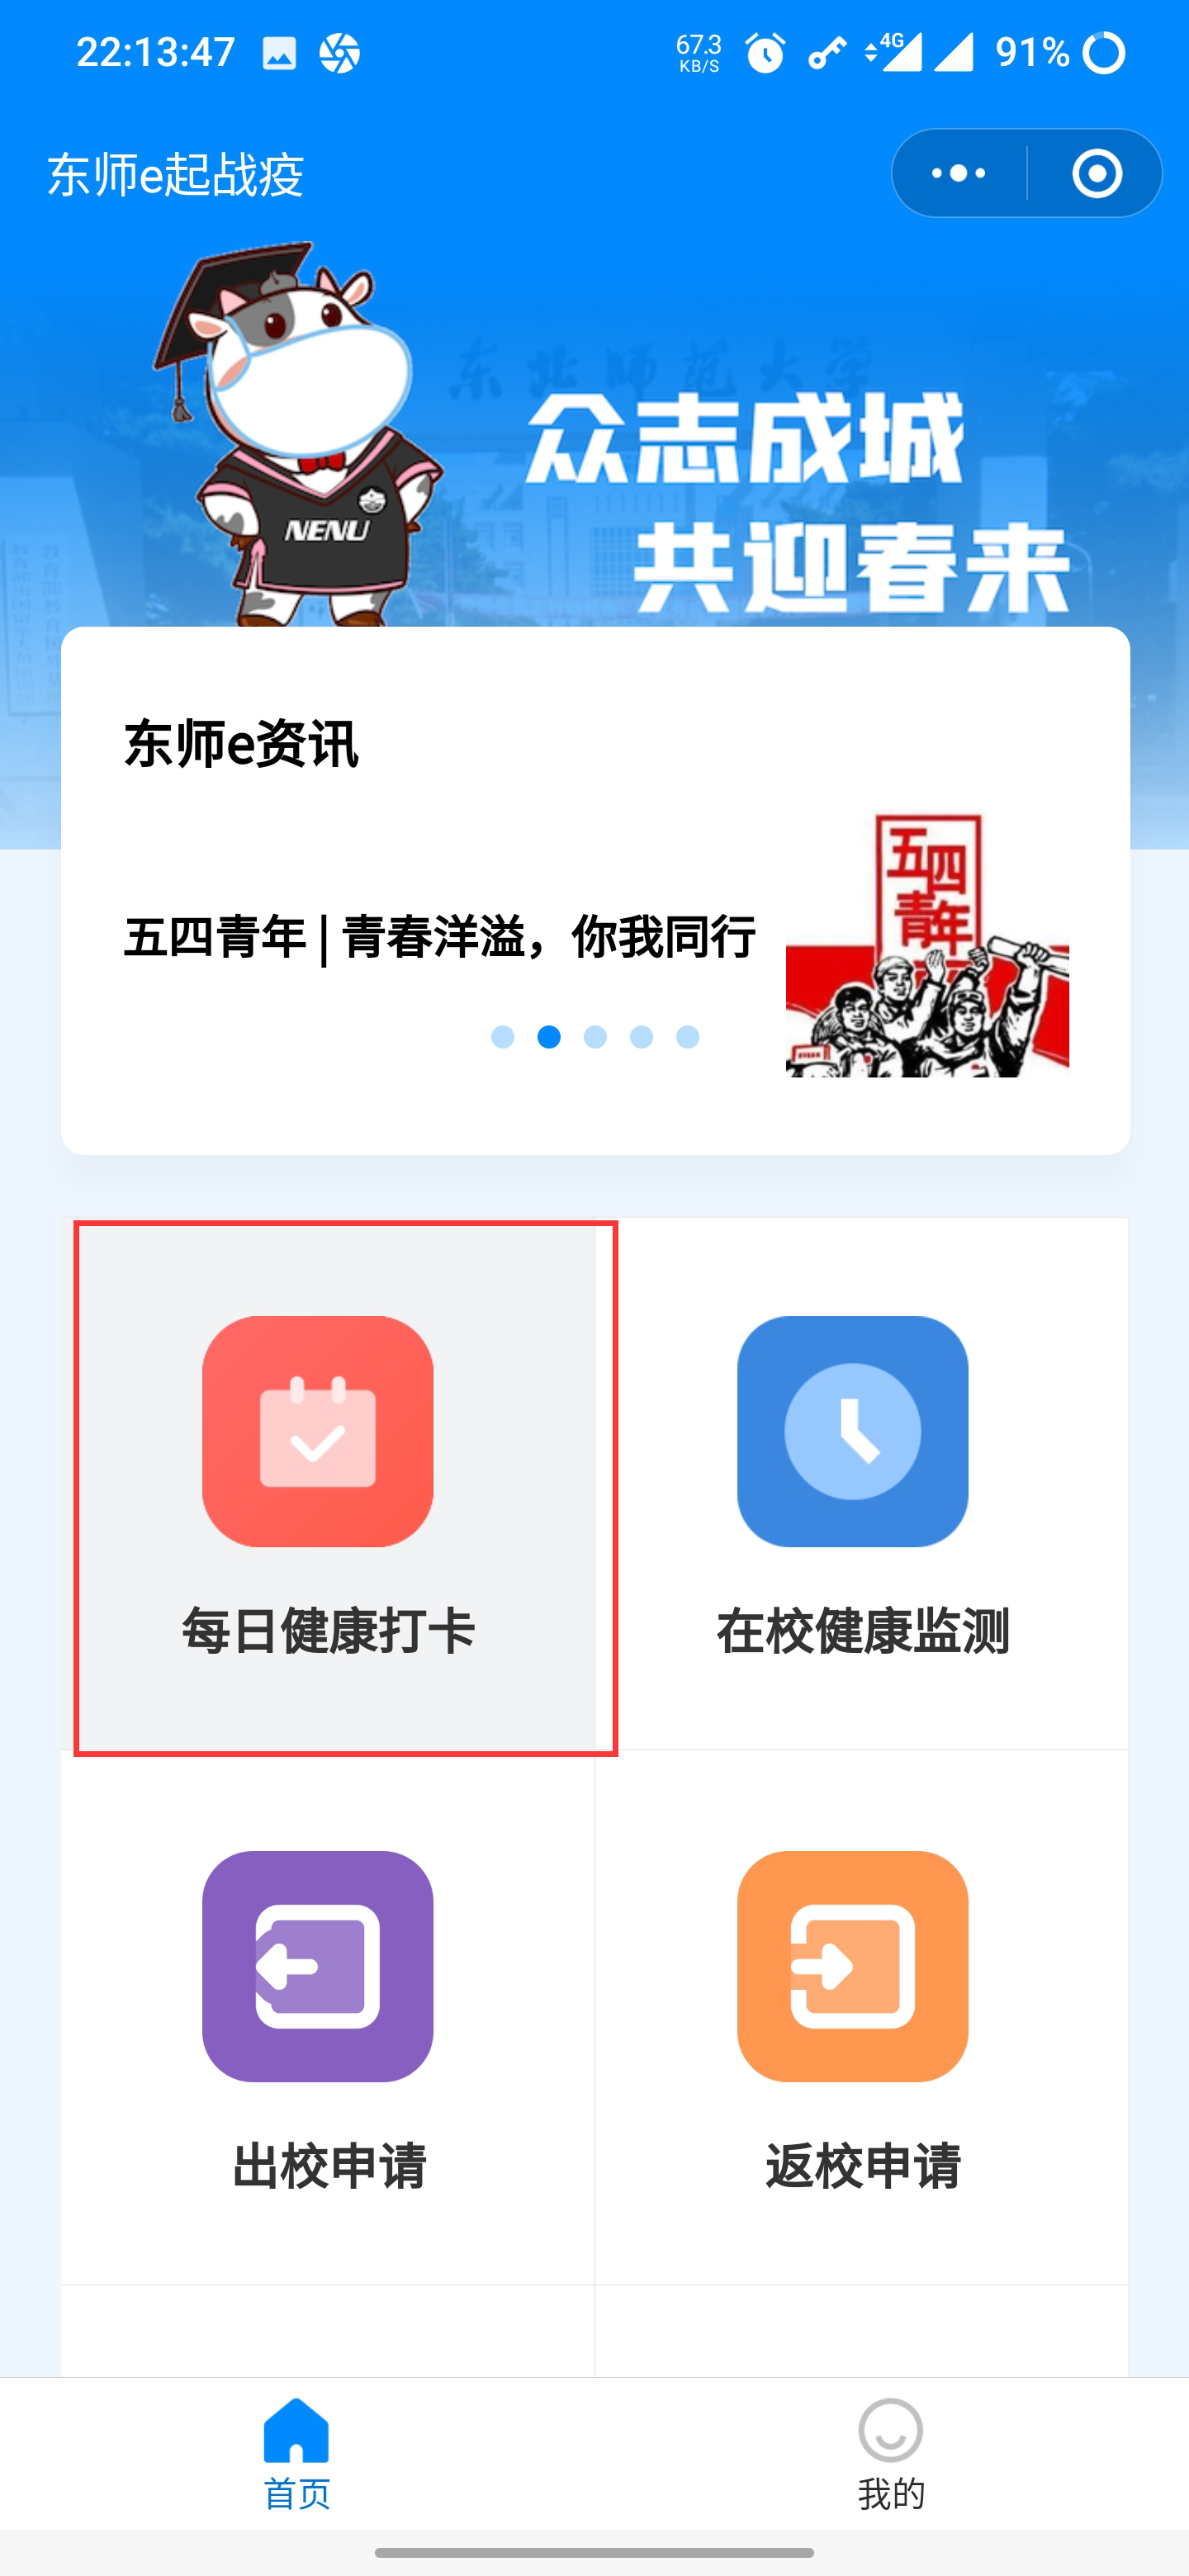 22:13:47
67.3
KB/S
4G
91%
东师e起战疫
东北师范大学
众志成城
共迎春来
NENU
东师e资讯
五四青年
五四青年 | 青春洋溢，你我同行
每日健康打卡
在校健康监测
出校申请
返校申请
首页
我的